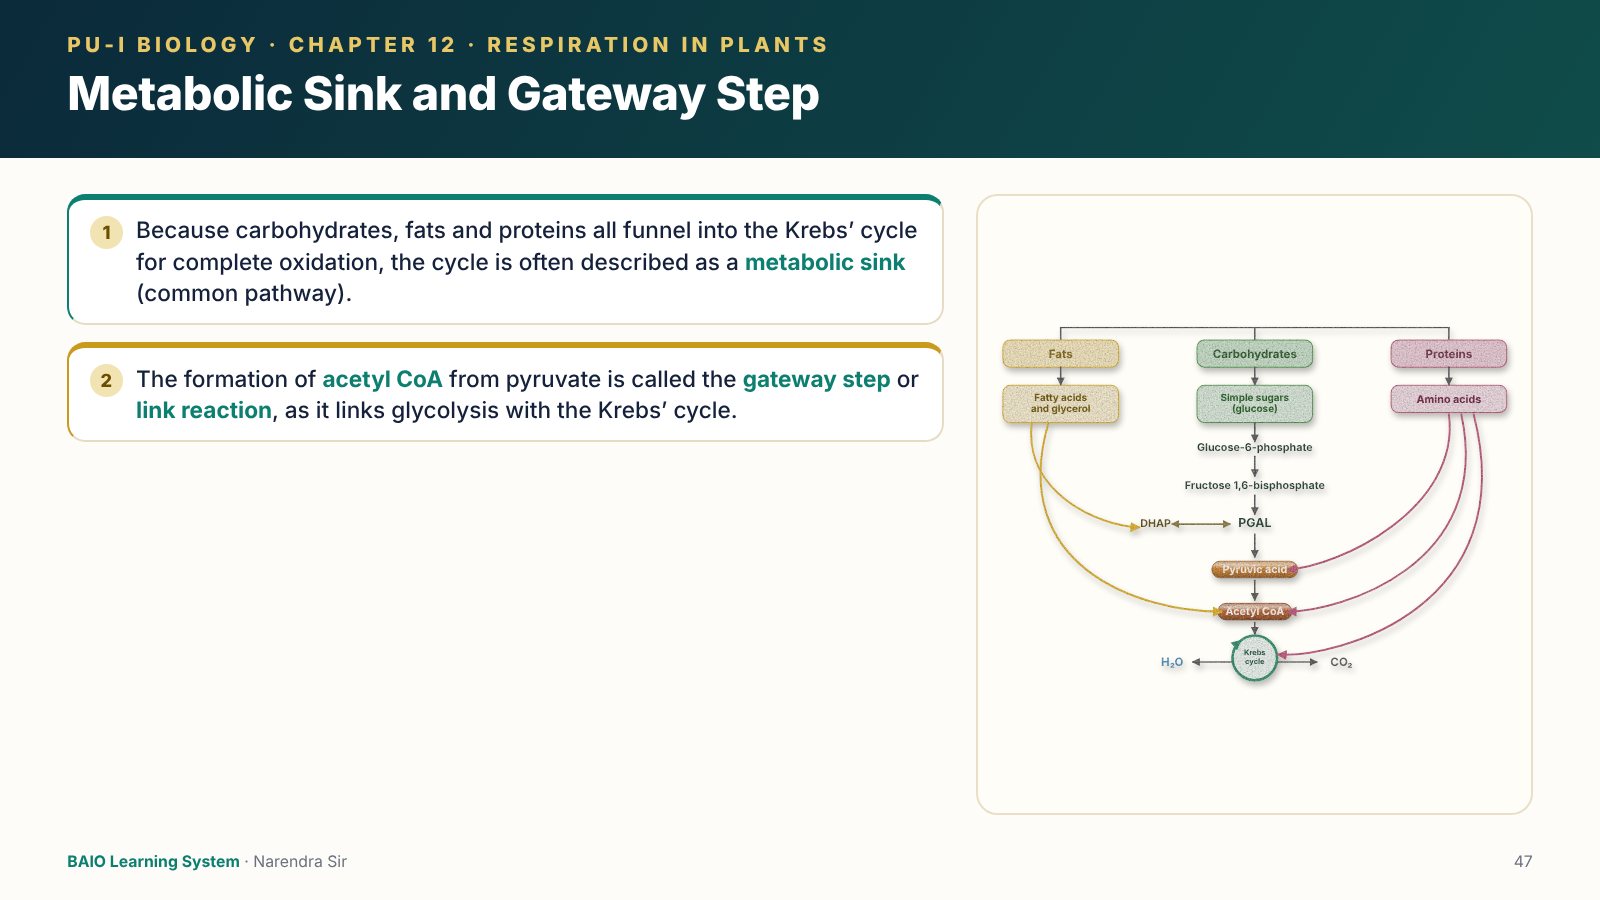 PU-I BIOLOGY · CHAPTER 12 · RESPIRATION IN PLANTS
Metabolic Sink and Gateway Step
1
Because carbohydrates, fats and proteins all funnel into the Krebs’ cycle
for complete oxidation, the cycle is often described as a metabolic sink
(common pathway).
2
The formation of acetyl CoA from pyruvate is called the gateway step or
link reaction, as it links glycolysis with the Krebs’ cycle.
Fats
Carbohydrates
Proteins
Fatty acids
and glycerol
Simple sugars
(glucose)
Amino acids
Glucose-6-phosphate
Fructose 1,6-bisphosphate
DHAP
PGAL
Pyruvic acid
Acetyl CoA
Krebs
cycle
H₂O
CO₂
BAIO Learning System · Narendra Sir
47